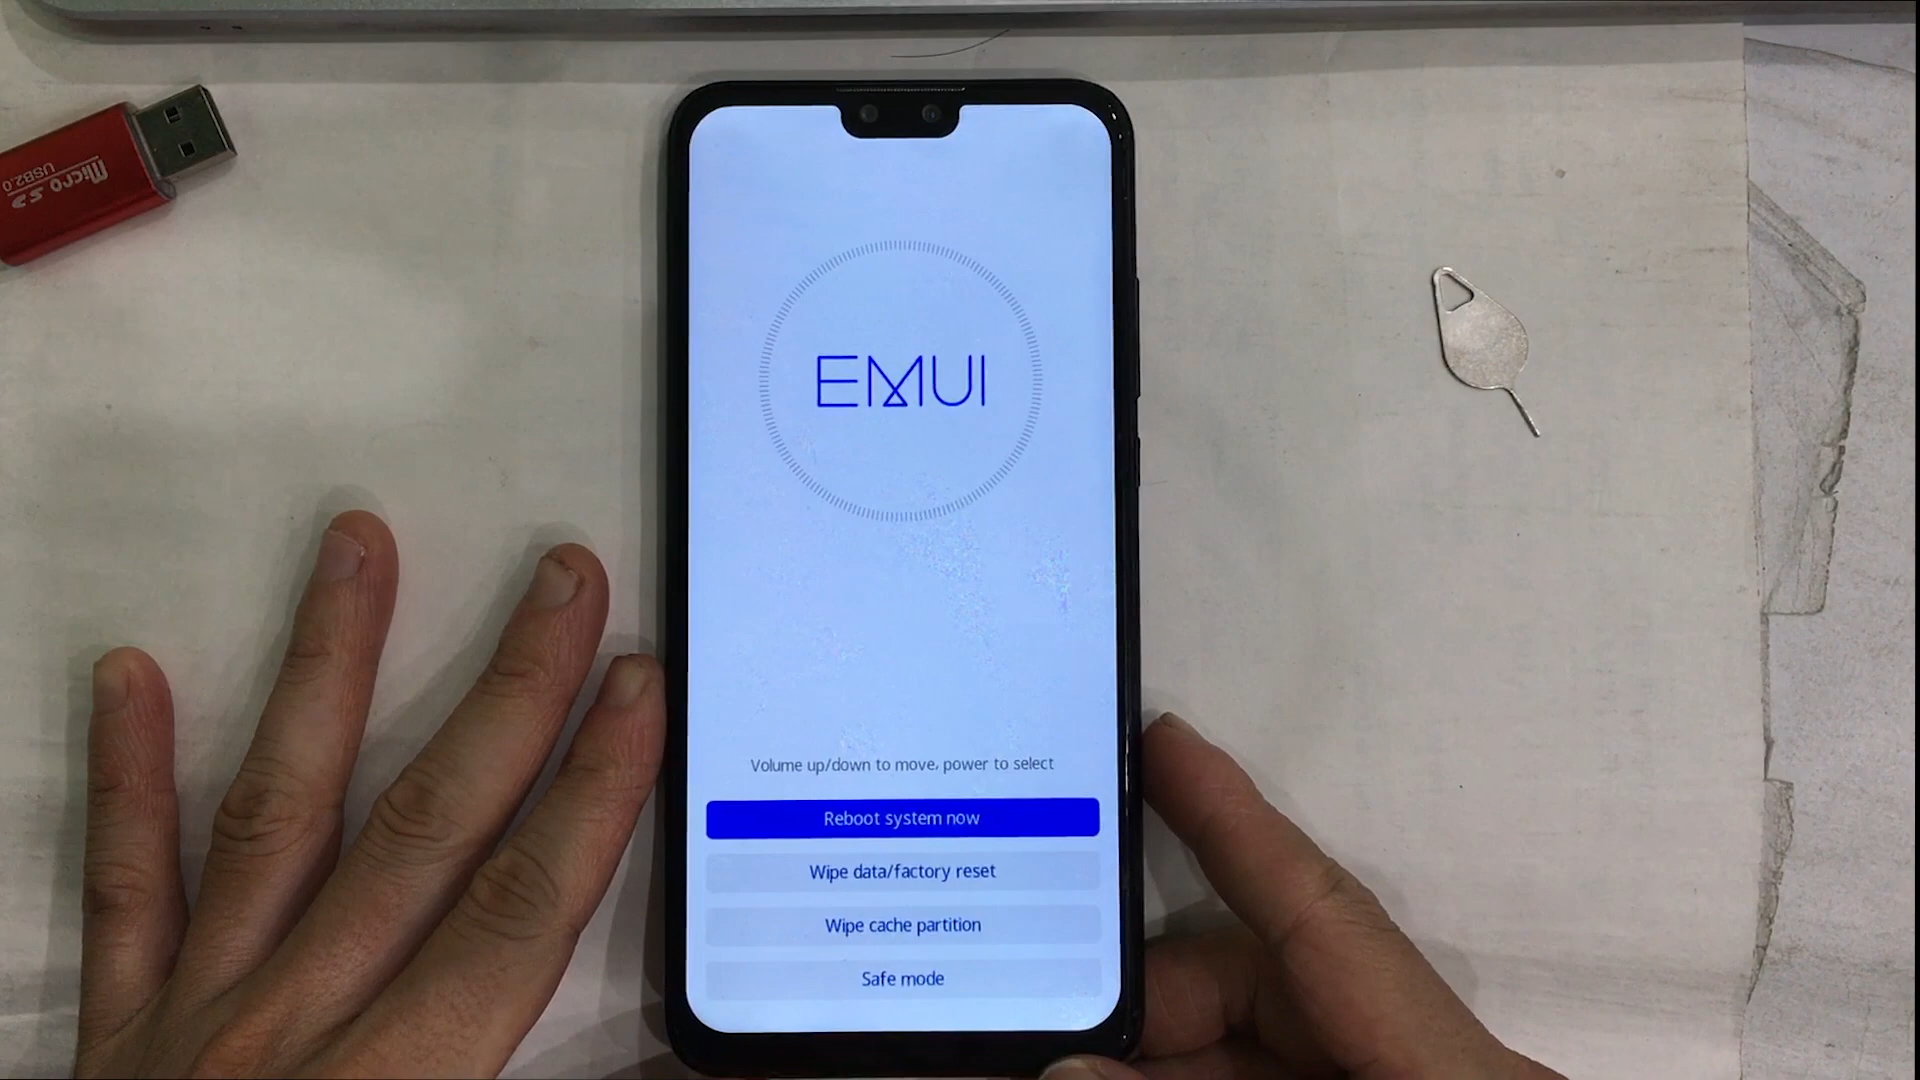 Micro SD
USB2.0
EMUI
Volume up/down to move, power to select
Reboot system now
Wipe data/factory reset
Wipe cache partition
Safe mode